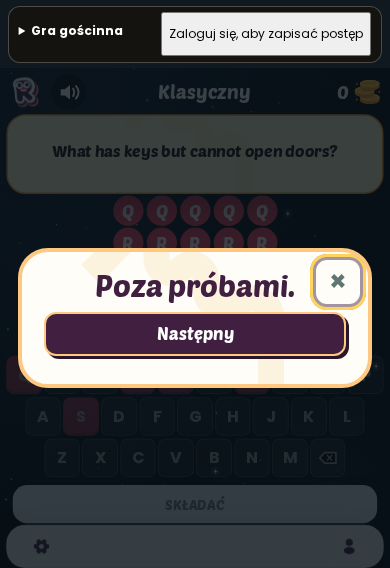 Gra gościnna
Zaloguj się, aby zapisać postęp
Klasyczny
0
What has keys but cannot open doors?
Q Q Q Q Q
R R R R R
Poza próbami.
Następny
A S D F G H J K L
Z X C V B N M
SKŁADAĆ